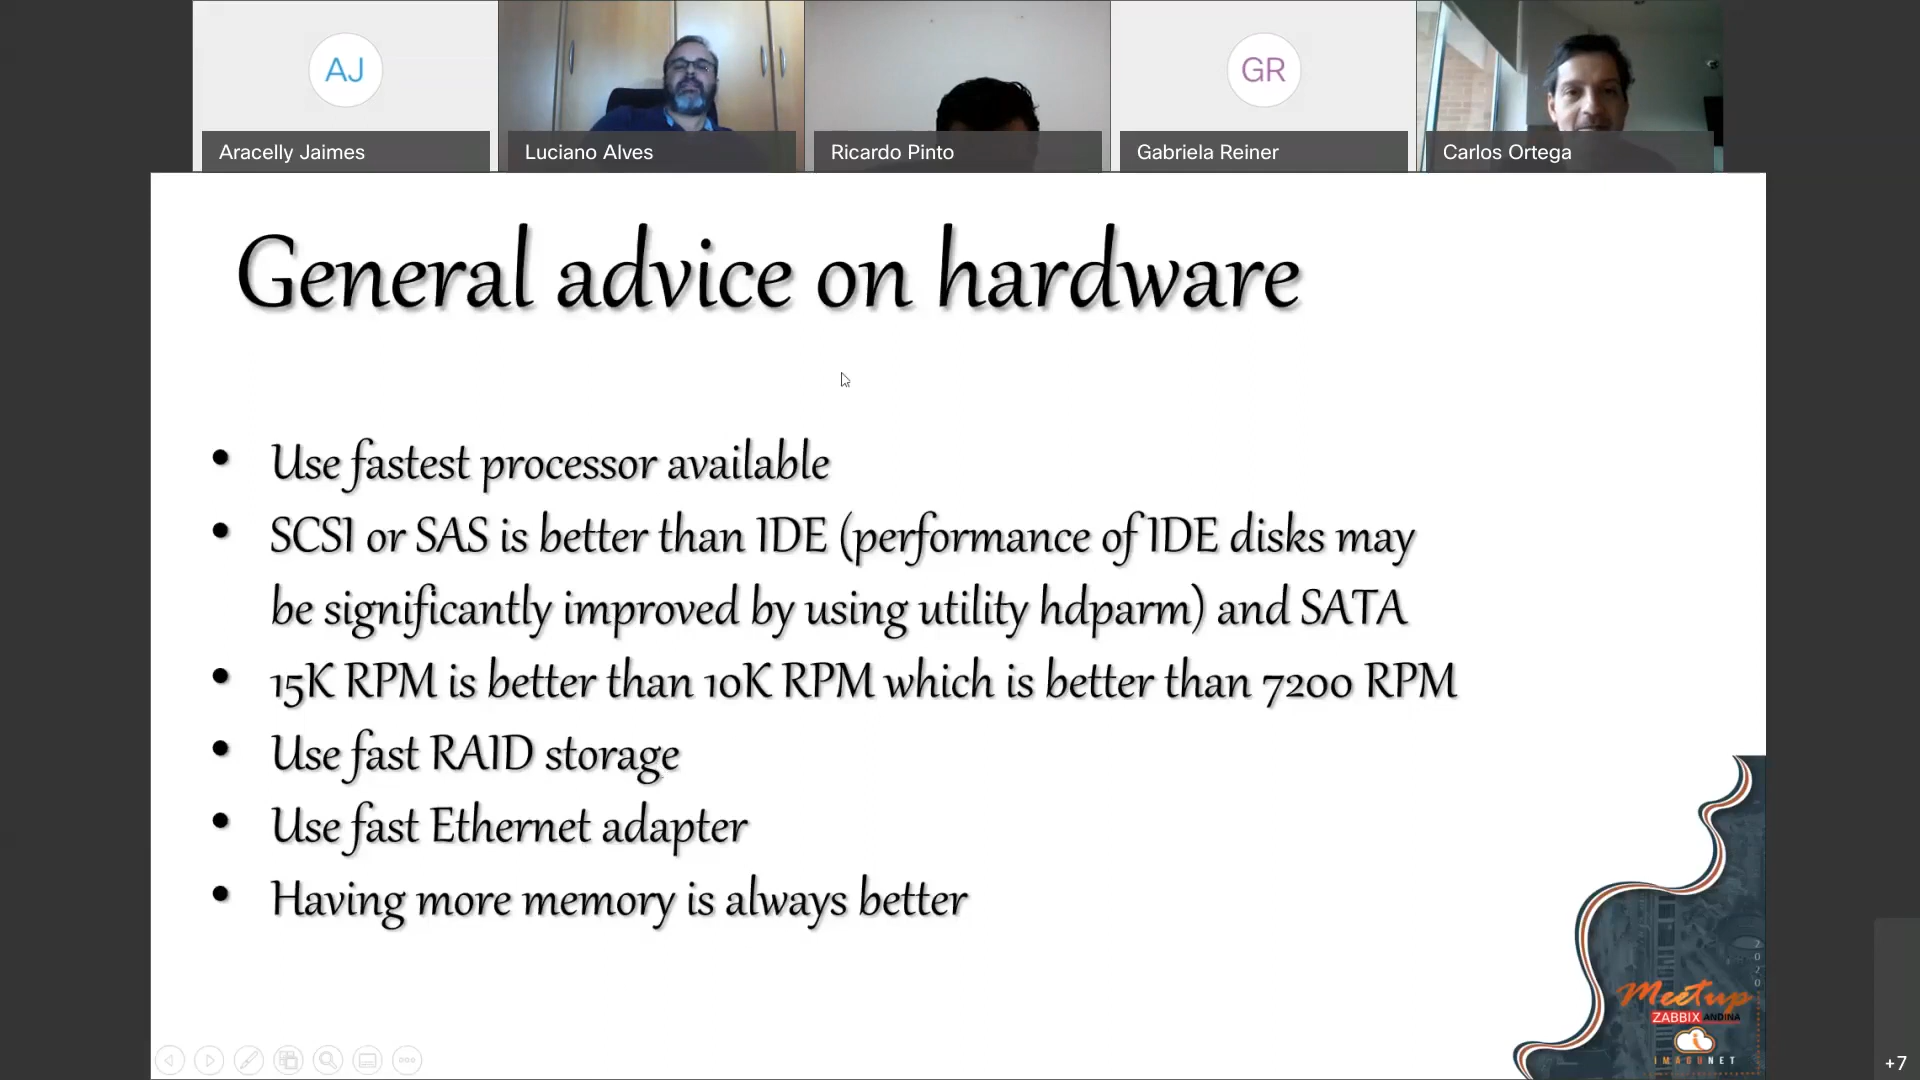 AJ
GR
Aracelly Jaimes
Luciano Alves
Ricardo Pinto
Gabriela Reiner
Carlos Ortega
General advice on hardware
• Use fastest processor available
• SCSI or SAS is better than IDE (performance of IDE disks may
be significantly improved by using utility hdparm) and SATA
• 15K RPM is better than 10K RPM which is better than 7200 RPM
• Use fast RAID storage
• Use fast Ethernet adapter
• Having more memory is always better
2020
Meetup
ZABBIX ANDINA
IMAGUNET
+7